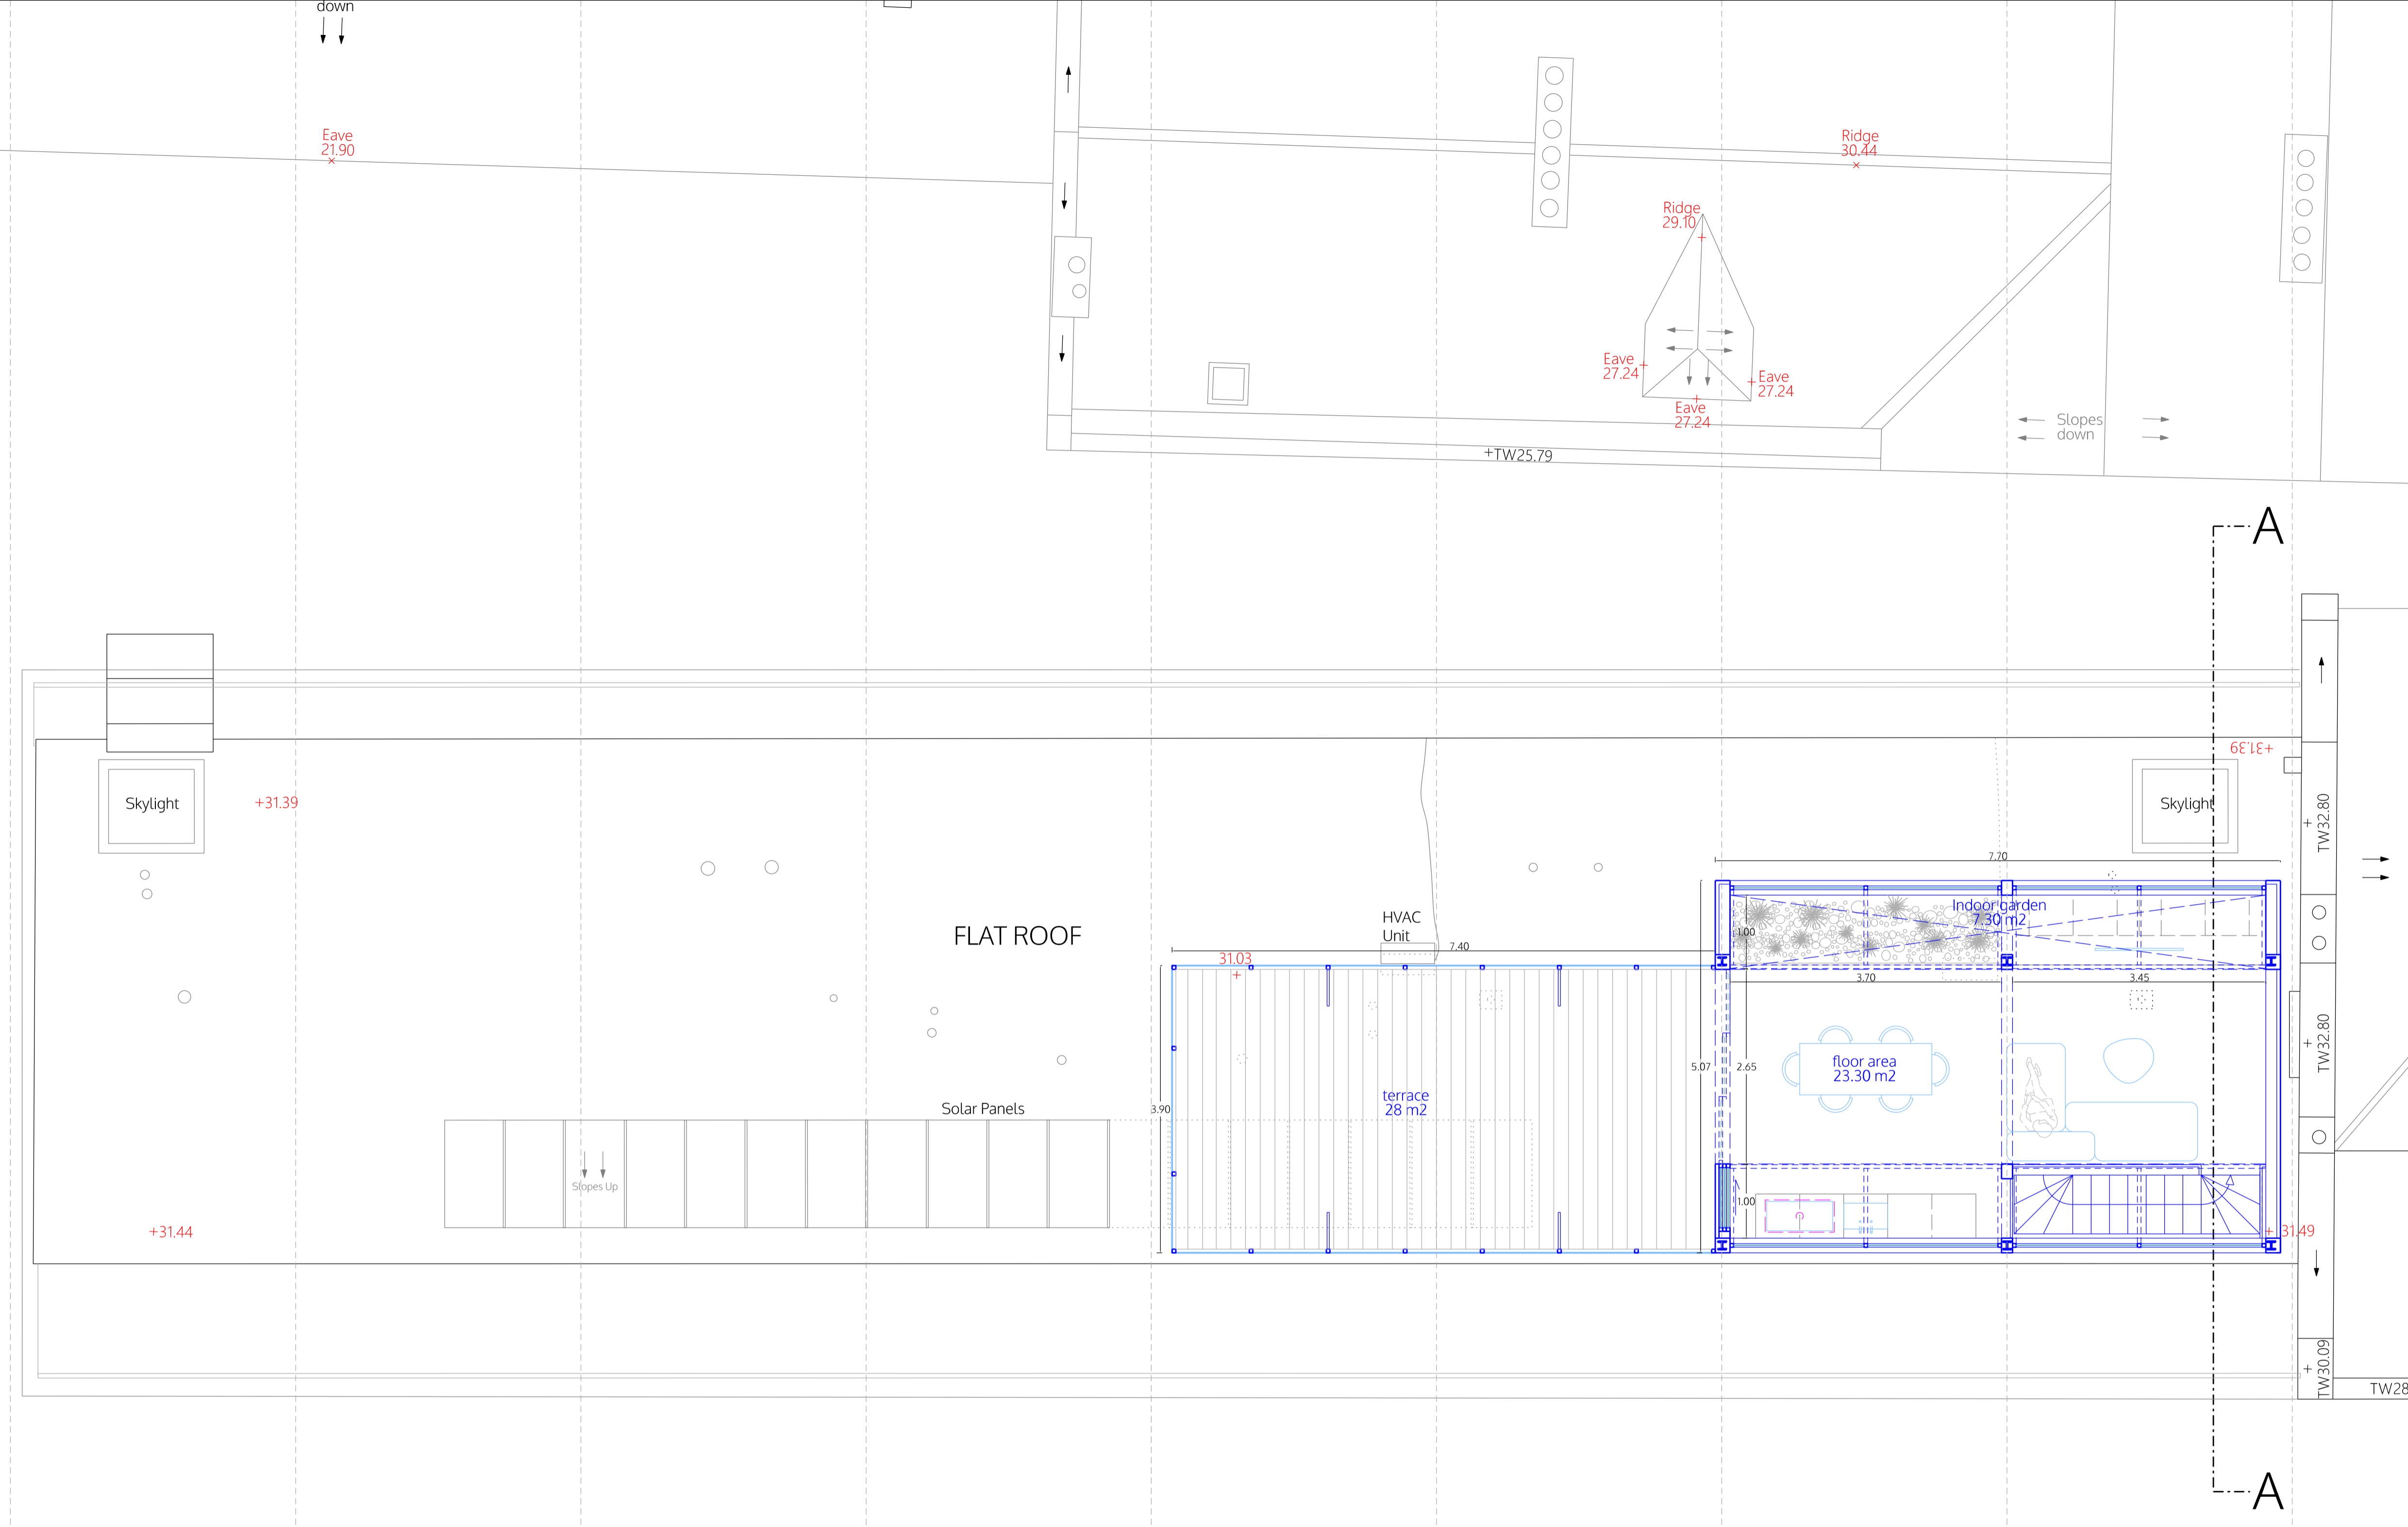 down
Eave
21.90
Ridge
30.44
Ridge
29.10
Eave
27.24
Eave
27.24
Eave
27.24
Slopes
down
+TW25.79
A
+31.39
Skylight
+31.39
Skylight
+ TW32.80
7.70
Indoor garden
7.30 m2
1.00
HVAC
Unit
7.40
FLAT ROOF
31.03
3.70
3.45
+ TW32.80
floor area
23.30 m2
5.07
2.65
terrace
28 m2
3.90
Solar Panels
Slopes Up
1.00
+31.44
+ 31.49
+ TW30.09
TW28
A